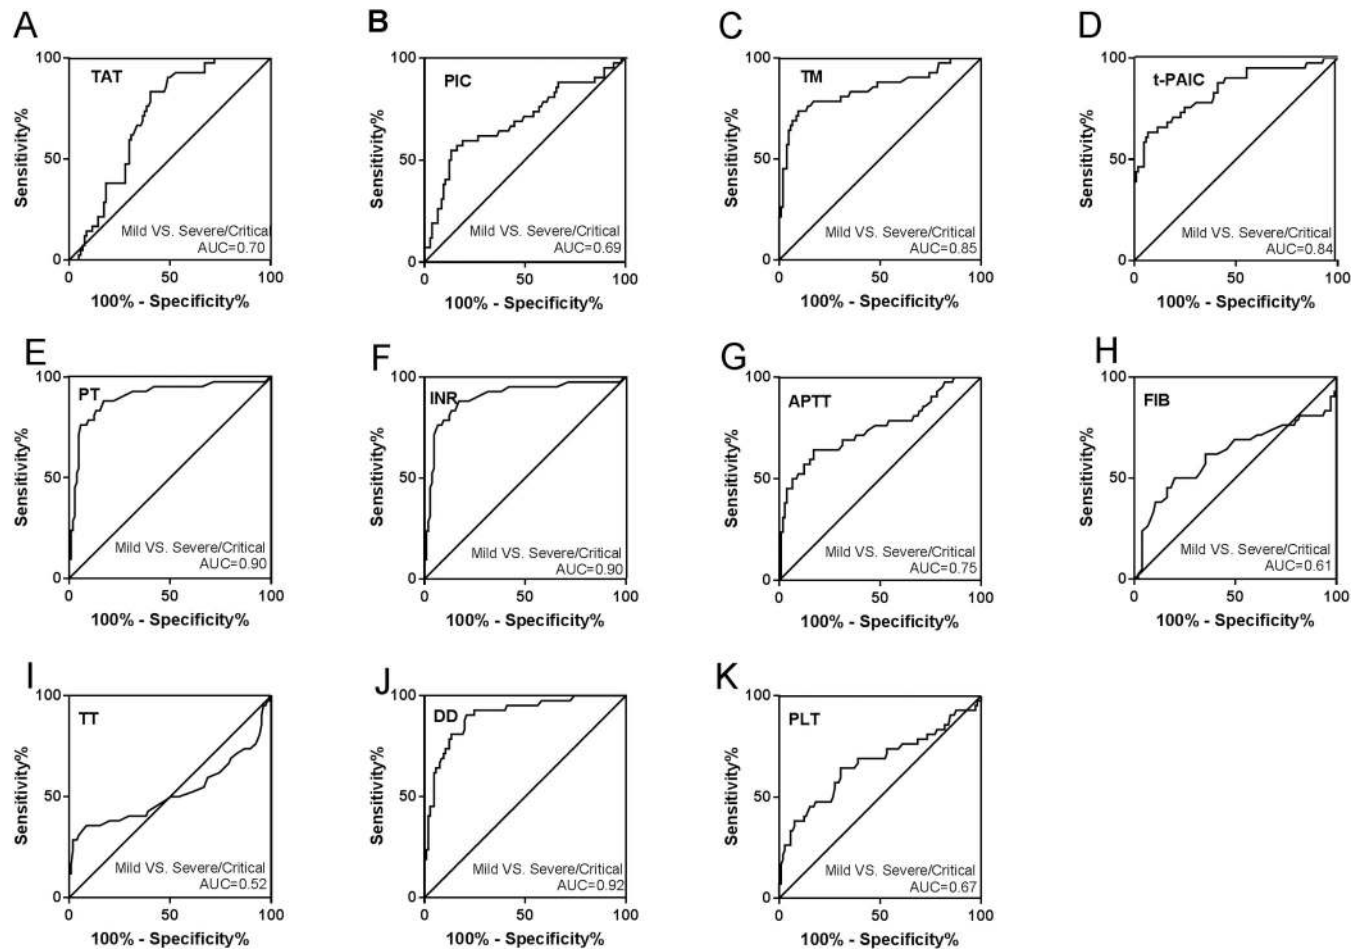 A
TAT
100
50
0
Sensitivity%
Mild VS. Severe/Critical
AUC=0.70
0 50 100
100% - Specificity%
B
PIC
100
50
0
Sensitivity%
Mild VS. Severe/Critical
AUC=0.69
0 50 100
100% - Specificity%
C
TM
100
50
0
Sensitivity%
Mild VS. Severe/Critical
AUC=0.85
0 50 100
100% - Specificity%
D
t-PAIC
100
50
0
Sensitivity%
Mild VS. Severe/Critical
AUC=0.84
0 50 100
100% - Specificity%
E
PT
100
50
0
Sensitivity%
Mild VS. Severe/Critical
AUC=0.90
0 50 100
100% - Specificity%
F
INR
100
50
0
Sensitivity%
Mild VS. Severe/Critical
AUC=0.90
0 50 100
100% - Specificity%
G
APTT
100
50
0
Sensitivity%
Mild VS. Severe/Critical
AUC=0.75
0 50 100
100% - Specificity%
H
FIB
100
50
0
Sensitivity%
Mild VS. Severe/Critical
AUC=0.61
0 50 100
100% - Specificity%
I
TT
100
50
0
Sensitivity%
Mild VS. Severe/Critical
AUC=0.52
0 50 100
100% - Specificity%
J
DD
100
50
0
Sensitivity%
Mild VS. Severe/Critical
AUC=0.92
0 50 100
100% - Specificity%
K
PLT
100
50
0
Sensitivity%
Mild VS. Severe/Critical
AUC=0.67
0 50 100
100% - Specificity%